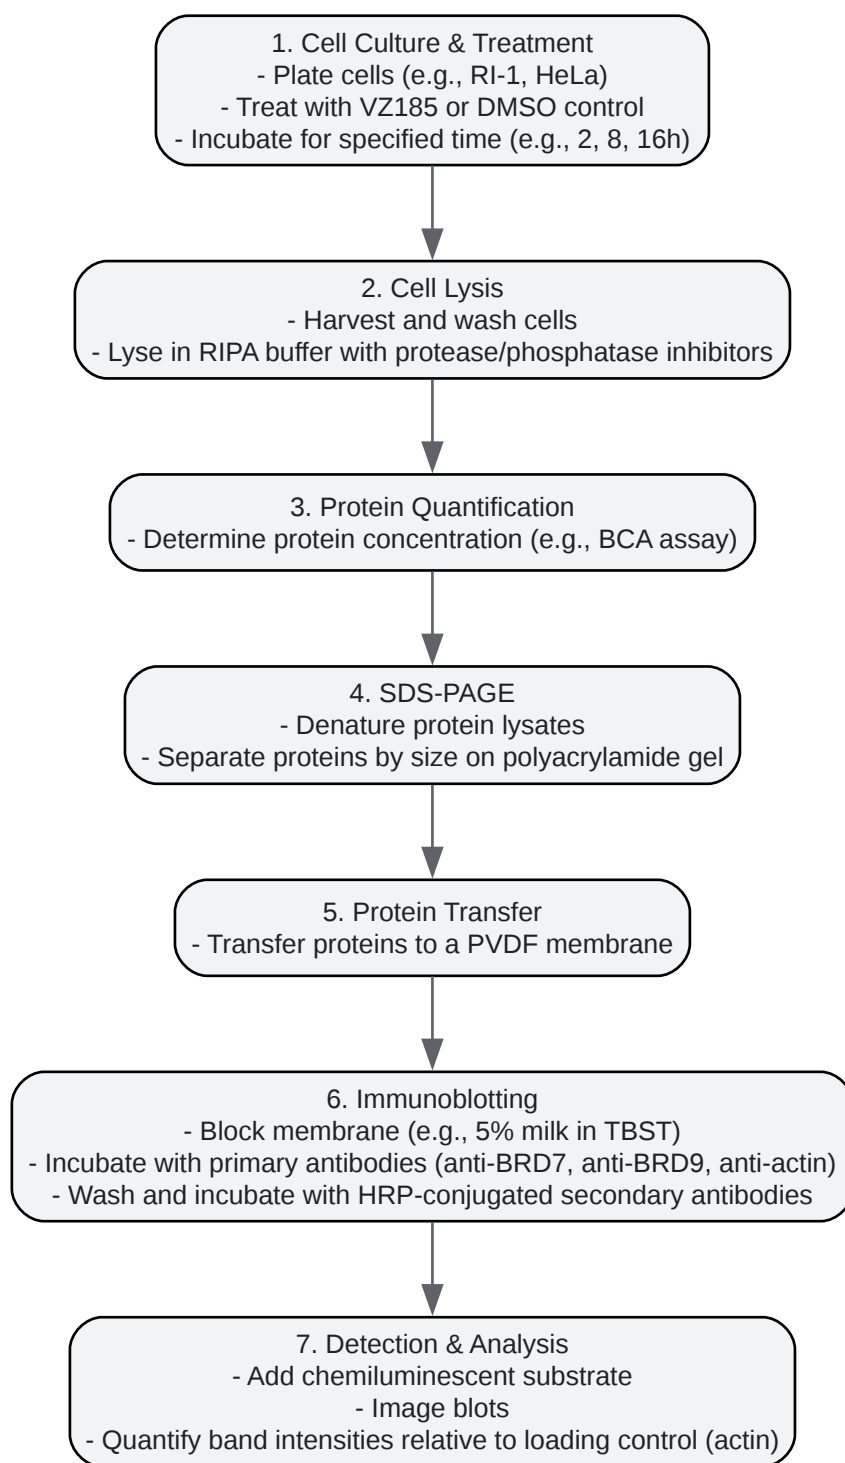 1. Cell Culture & Treatment
- Plate cells (e.g., RI-1, HeLa)
- Treat with VZ185 or DMSO control
- Incubate for specified time (e.g., 2, 8, 16h)
2. Cell Lysis
- Harvest and wash cells
- Lyse in RIPA buffer with protease/phosphatase inhibitors
3. Protein Quantification
- Determine protein concentration (e.g., BCA assay)
4. SDS-PAGE
- Denature protein lysates
- Separate proteins by size on polyacrylamide gel
5. Protein Transfer
- Transfer proteins to a PVDF membrane
6. Immunoblotting
- Block membrane (e.g., 5% milk in TBST)
- Incubate with primary antibodies (anti-BRD7, anti-BRD9, anti-actin)
- Wash and incubate with HRP-conjugated secondary antibodies
7. Detection & Analysis
- Add chemiluminescent substrate
- Image blots
- Quantify band intensities relative to loading control (actin)